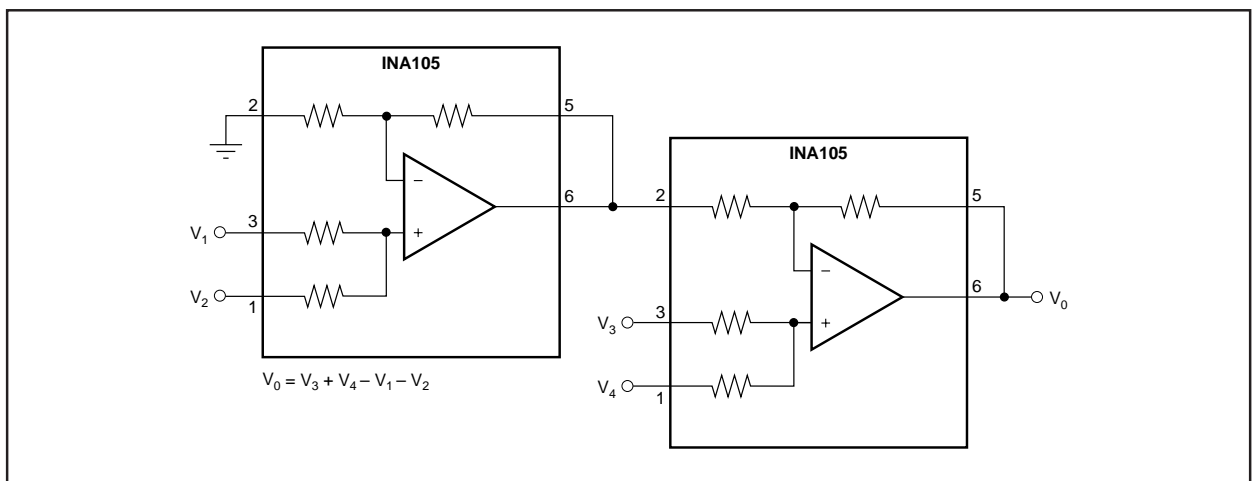 INA105
2
5
−
6
V₁
3
+
V₂
1
V₀ = V₃ + V₄ – V₁ – V₂
INA105
2
5
−
6
V₀
V₃
3
+
V₄
1